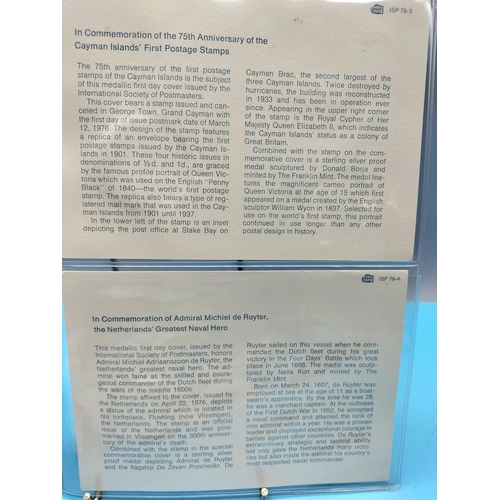 ISP 76-3
In Commemoration of the 75th Anniversary of the
Cayman Islands' First Postage Stamps
The 75th anniversary of the first postage
stamps of the Cayman Islands is the subject
of this medallic first day cover issued by the
International Society of Postmasters.
This cover bears a stamp issued and can-
celed in George Town, Grand Cayman with
the first day of issue postmark date of March
12, 1976. The design of the stamp features
a replica of an envelope bearing the first
postage stamps issued by the Cayman Is-
lands in 1901. These four historic issues in
denominations of ½d. and 1d., are graced
by the famous profile portrait of Queen Vic-
toria which was used on the English "Penny
Black" of 1840—the world's first postage
stamp. The replica also bears a type of reg-
istered mail mark that was used in the Cay-
man Islands from 1901 until 1937.
In the lower left of the stamp is an inset
depicting the post office at Stake Bay on
Cayman Brac, the second largest of the
three Cayman Islands. Twice destroyed by
hurricanes, the building was reconstructed
in 1933 and has been in operation ever
since. Appearing in the upper right corner
of the stamp is the Royal Cypher of Her
Majesty Queen Elizabeth II, which indicates
the Cayman Islands' status as a colony of
Great Britain.
Combined with the stamp on the com-
memorative cover is a sterling silver proof
medal sculptured by Donald Borja and
minted by The Franklin Mint. The medal fea-
tures the magnificent cameo portrait of
Queen Victoria at the age of 15 which first
appeared on a medal created by the English
sculptor William Wyon in 1837. Selected for
use on the world's first stamp, this portrait
continued in use longer than any other
postal design in history.
ISP 76-4
In Commemoration of Admiral Michiel de Ruyter,
the Netherlands' Greatest Naval Hero
This medallic first day cover, issued by the
International Society of Postmasters, honors
Admiral Michiel Adriaanszoon de Ruyter, the
Netherlands' greatest naval hero. The ad-
miral won fame as the skilled and coura-
geous commander of the Dutch fleet during
the wars of the middle 1600s.
The stamp affixed to the cover, issued by
the Netherlands on April 22, 1976, depicts
a statue of the admiral which is located in
his birthplace, Flushing (now Vlissingen),
the Netherlands. The stamp is an official
issue of the Netherlands and was post-
marked in Vlissingen on the 300th anniver-
sary of the admiral's death.
Combined with the stamp in the special
commemorative cover is a sterling silver
proof medal depicting Admiral de Ruyter
and the flagship De Zeven Provinciën. De
Ruyter sailed on this vessel when he com-
manded the Dutch fleet during his great
victory in the Four Days' Battle which took
place in June 1666. The medal was sculp-
tured by Neila Kun and minted by The
Franklin Mint.
Born on March 24, 1607, de Ruyter was
employed at sea at the age of 11 as a boat-
swain's apprentice. By the time he was 28,
he was a merchant captain. At the outbreak
of the First Dutch War in 1652, he accepted
a naval command and attained the rank of
vice admiral within a year. He was a proven
leader and displayed exceptional courage in
battles against other countries. De Ruyter's
extraordinary strategic and tactical ability
not only gave the Netherlands many victo-
ries but also made the admiral his country's
most respected naval commander.